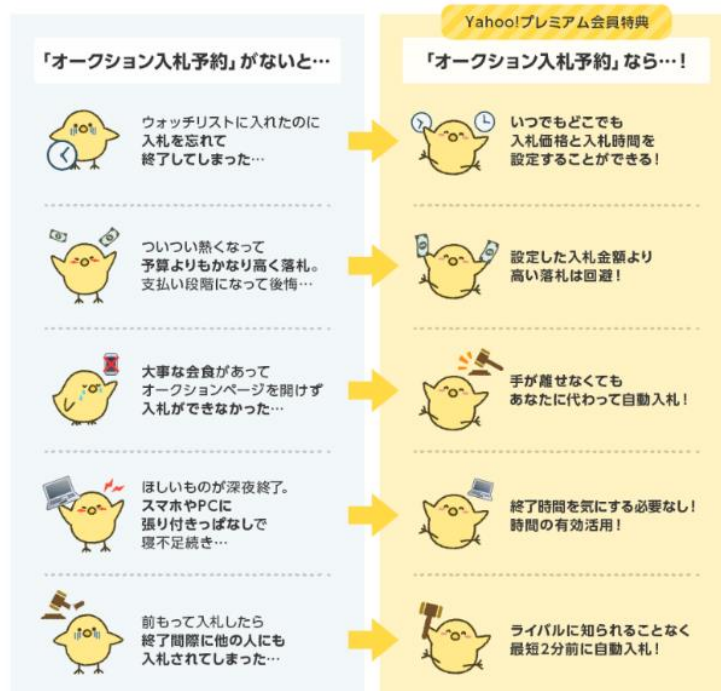 Yahoo!プレミアム会員特典
「オークション入札予約」がないと…
「オークション入札予約」なら…！
ウォッチリストに入れたのに
入札を忘れて
終了してしまった…
いつでもどこでも
入札価格と入札時間を
設定することができる！
ついつい熱くなって
予算よりもかなり高く落札。
支払い段階になって後悔…
設定した入札金額より
高い落札は回避！
大事な会食があって
オークションページを開けず
入札ができなかった…
手が離せなくても
あなたに代わって自動入札！
ほしいものが深夜終了。
スマホやPCに
張り付きっぱなしで
寝不足続き…
終了時間を気にする必要なし！
時間の有効活用！
前もって入札したら
終了間際に他の人にも
入札されてしまった…
ライバルに知られることなく
最短2分前に自動入札！